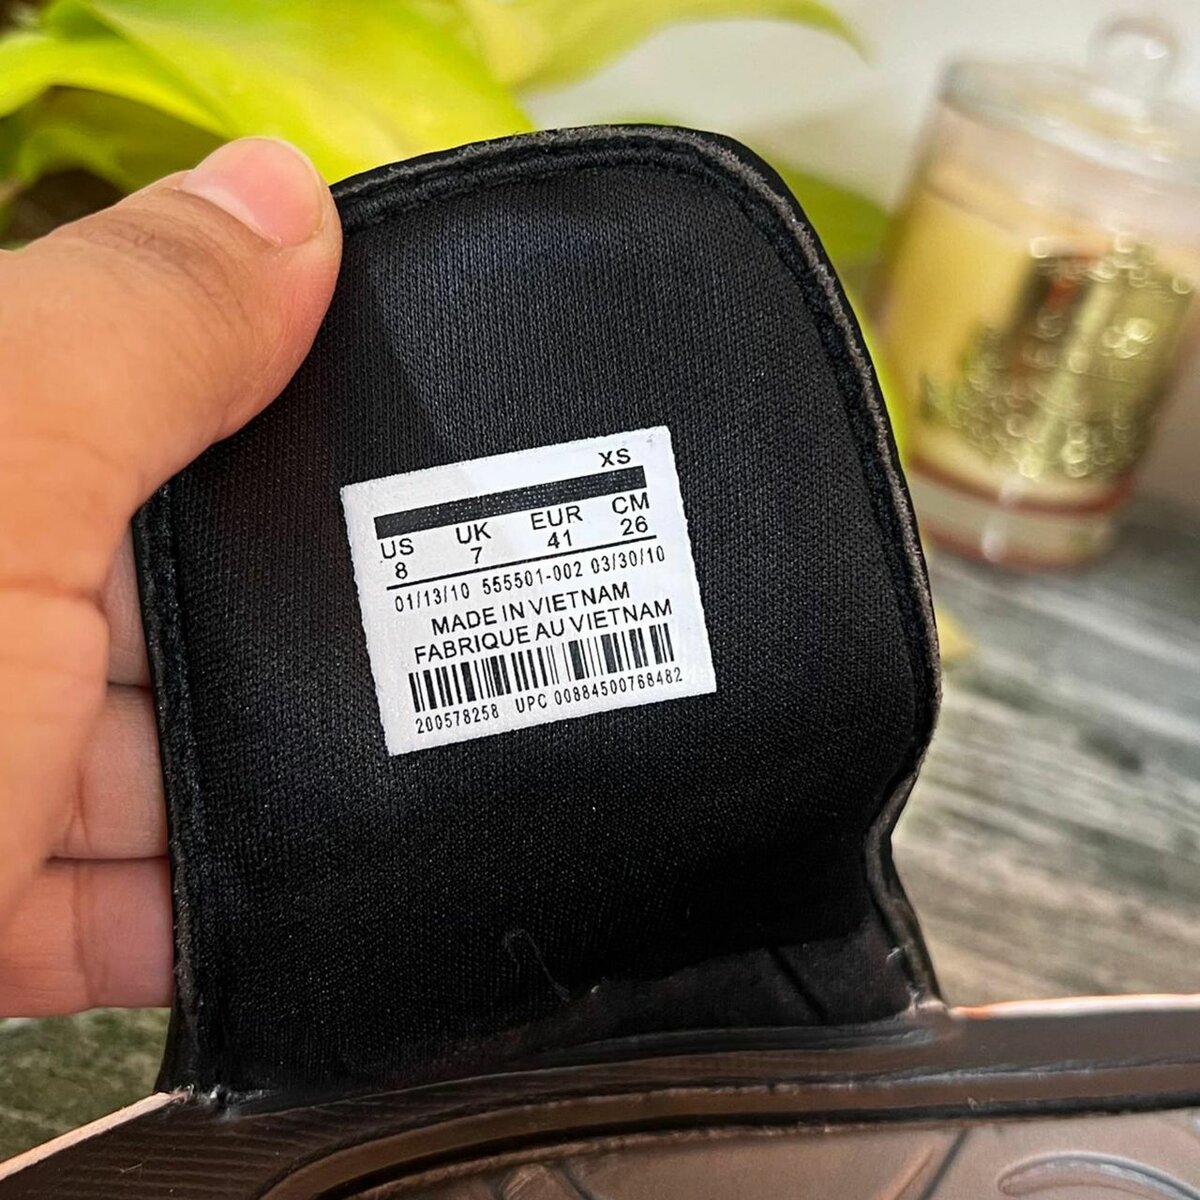 XS
US UK EUR CM
8 7 41 26
01/13/10 555501-002 03/30/10
MADE IN VIETNAM
FABRIQUE AU VIETNAM
200578258 UPC 00884500768482